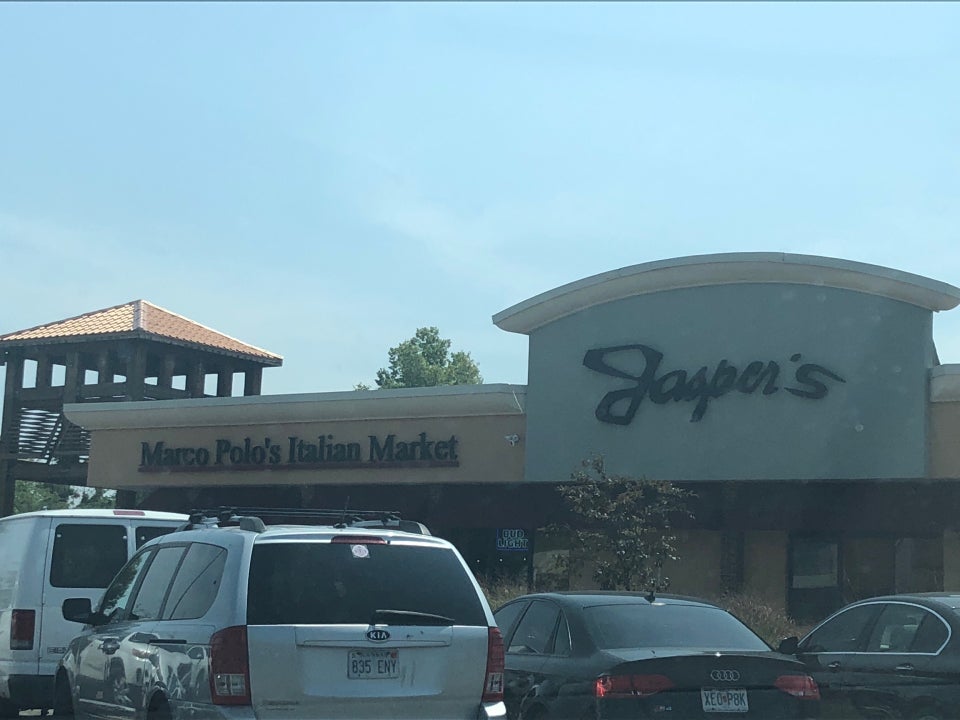 Jasper's
Marco Polo's Italian Market
BUD
LIGHT
KIA
835 ENY
XEO P8K